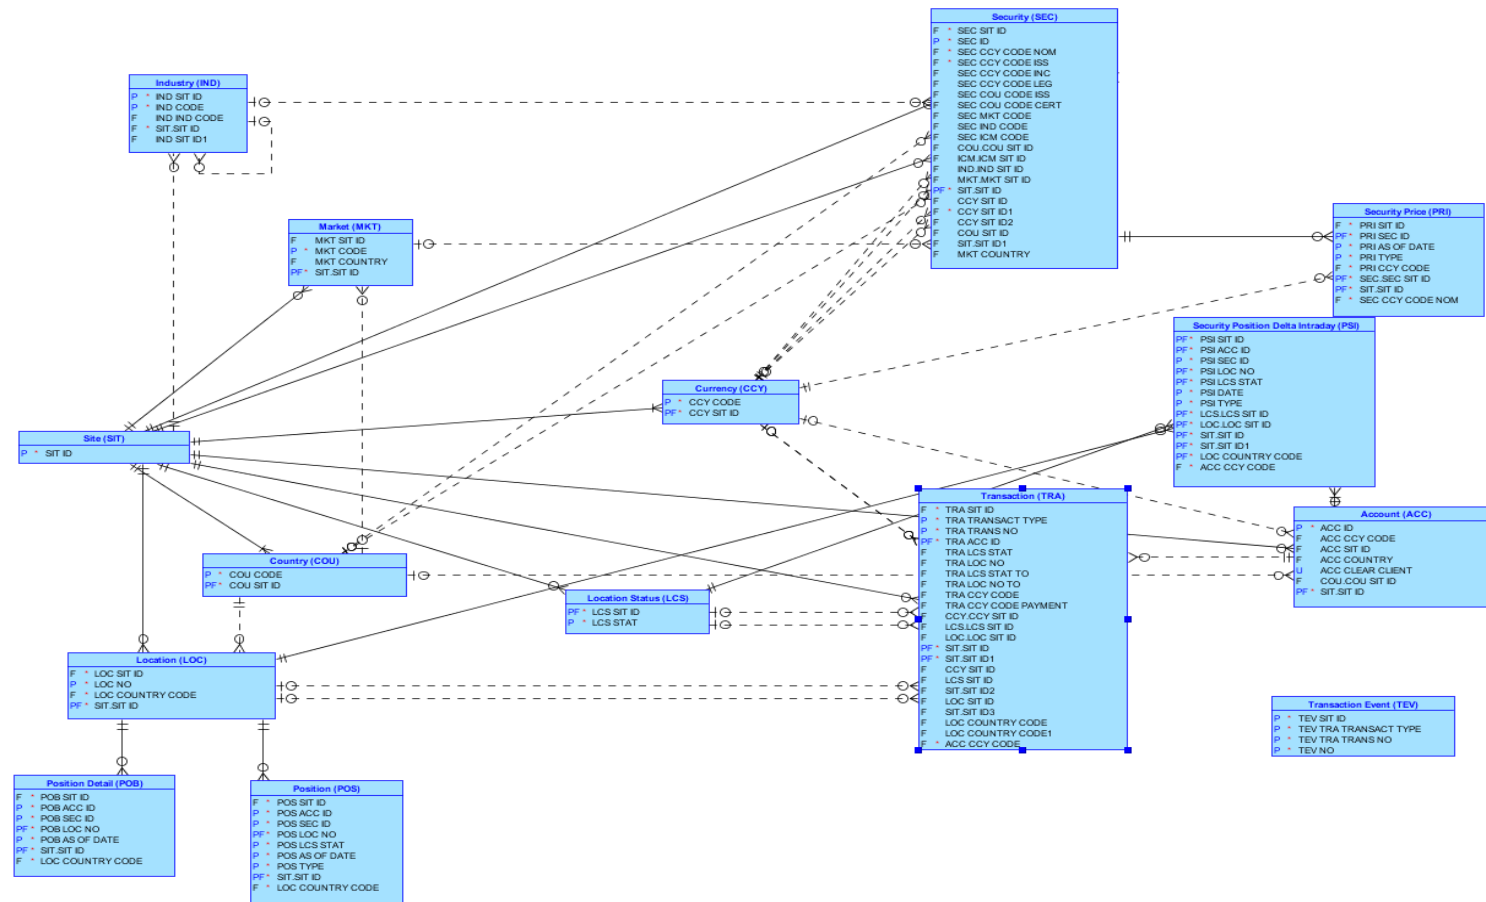 Security (SEC)
F * SEC SIT ID
P * SEC ID
F * SEC CCY CODE NOM
F * SEC CCY CODE ISS
F SEC CCY CODE INC
F SEC CCY CODE LEG
F SEC COU CODE ISS
F SEC COU CODE CERT
F SEC MKT CODE
F SEC IND CODE
F SEC ICM CODE
F COU.COU SIT ID
F ICM.ICM SIT ID
F IND.IND SIT ID
F MKT.MKT SIT ID
PF * SIT.SIT ID
F CCY SIT ID
F * CCY SIT ID1
F CCY SIT ID2
F COU SIT ID
F SIT.SIT ID1
F MKT COUNTRY
Industry (IND)
P * IND SIT ID
P * IND CODE
F IND IND CODE
F * SIT.SIT ID
F IND SIT ID1
Market (MKT)
F MKT SIT ID
P * MKT CODE
F MKT COUNTRY
PF * SIT.SIT ID
Security Price (PRI)
F * PRI SIT ID
PF * PRI SEC ID
P * PRI AS OF DATE
P * PRI TYPE
F * PRI CCY CODE
PF * SEC.SEC SIT ID
PF * SIT.SIT ID
F * SEC CCY CODE NOM
Security Position Delta Intraday (PSI)
PF * PSI SIT ID
PF * PSI ACC ID
P * PSI SEC ID
PF * PSI LOC NO
PF * PSI LCS STAT
P * PSI DATE
P * PSI TYPE
PF * LCS.LCS SIT ID
PF * LOC.LOC SIT ID
PF * SIT.SIT ID
PF * SIT.SIT ID1
PF * LOC COUNTRY CODE
F * ACC CCY CODE
Currency (CCY)
P * CCY CODE
PF * CCY SIT ID
Site (SIT)
P * SIT ID
Transaction (TRA)
F * TRA SIT ID
P * TRA TRANSACT TYPE
P * TRA TRANS NO
PF * TRA ACC ID
F TRA LCS STAT
F TRA LOC NO
F TRA LCS STAT TO
F TRA LOC NO TO
F TRA CCY CODE
F TRA CCY CODE PAYMENT
F CCY.CCY SIT ID
F LCS.LCS SIT ID
F LOC.LOC SIT ID
PF * SIT.SIT ID
PF * SIT.SIT ID1
F CCY SIT ID
F LCS SIT ID
F SIT.SIT ID2
F LOC SIT ID
F SIT.SIT ID3
F LOC COUNTRY CODE
F LOC COUNTRY CODE1
F * ACC CCY CODE
Account (ACC)
P * ACC ID
F ACC CCY CODE
F ACC SIT ID
F ACC COUNTRY
U ACC CLEAR CLIENT
F COU.COU SIT ID
PF * SIT.SIT ID
Country (COU)
P * COU CODE
PF * COU SIT ID
Location Status (LCS)
PF * LCS SIT ID
P * LCS STAT
Location (LOC)
F * LOC SIT ID
P * LOC NO
F * LOC COUNTRY CODE
PF * SIT.SIT ID
Transaction Event (TEV)
P * TEV SIT ID
P * TEV TRA TRANSACT TYPE
P * TEV TRA TRANS NO
P * TEV NO
Position Detail (POB)
F * POB SIT ID
P * POB ACC ID
P * POB SEC ID
PF * POB LOC NO
P * POB AS OF DATE
PF * SIT.SIT ID
F * LOC COUNTRY CODE
Position (POS)
F * POS SIT ID
P * POS ACC ID
P * POS SEC ID
PF * POS LOC NO
P * POS LCS STAT
P * POS AS OF DATE
P * POS TYPE
PF * SIT.SIT ID
F * LOC COUNTRY CODE